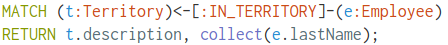 MATCH (t:Territory)<-[:IN_TERRITORY]-(e:Employee)
RETURN t.description, collect(e.lastName);